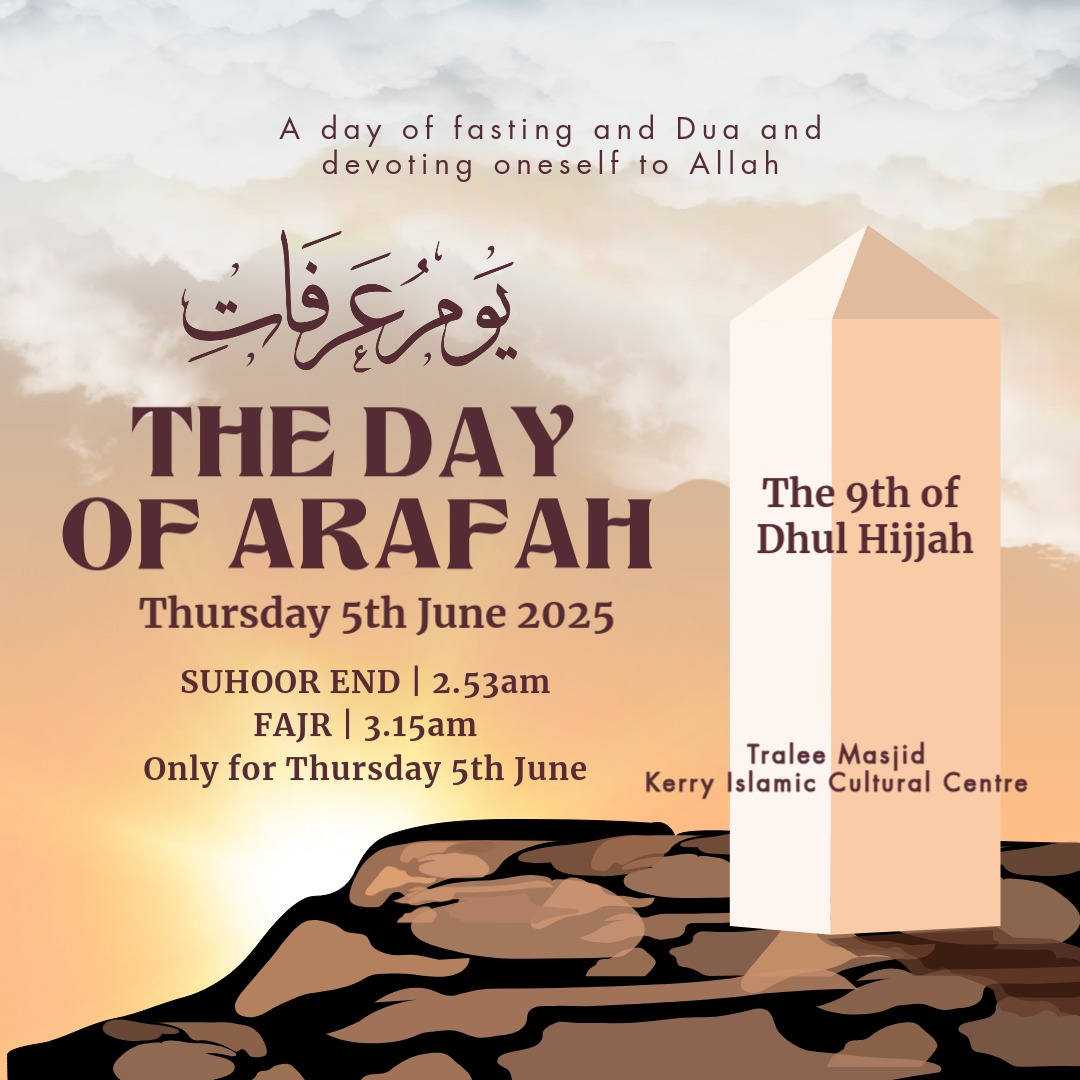 A day of fasting and Dua and
devoting oneself to Allah
يَوْمُ عَرَفَاتِ
THE DAY
OF ARAFAH
Thursday 5th June 2025
SUHOOR END | 2.53am
FAJR | 3.15am
Only for Thursday 5th June
The 9th of
Dhul Hijjah
Tralee Masjid
Kerry Islamic Cultural Centre